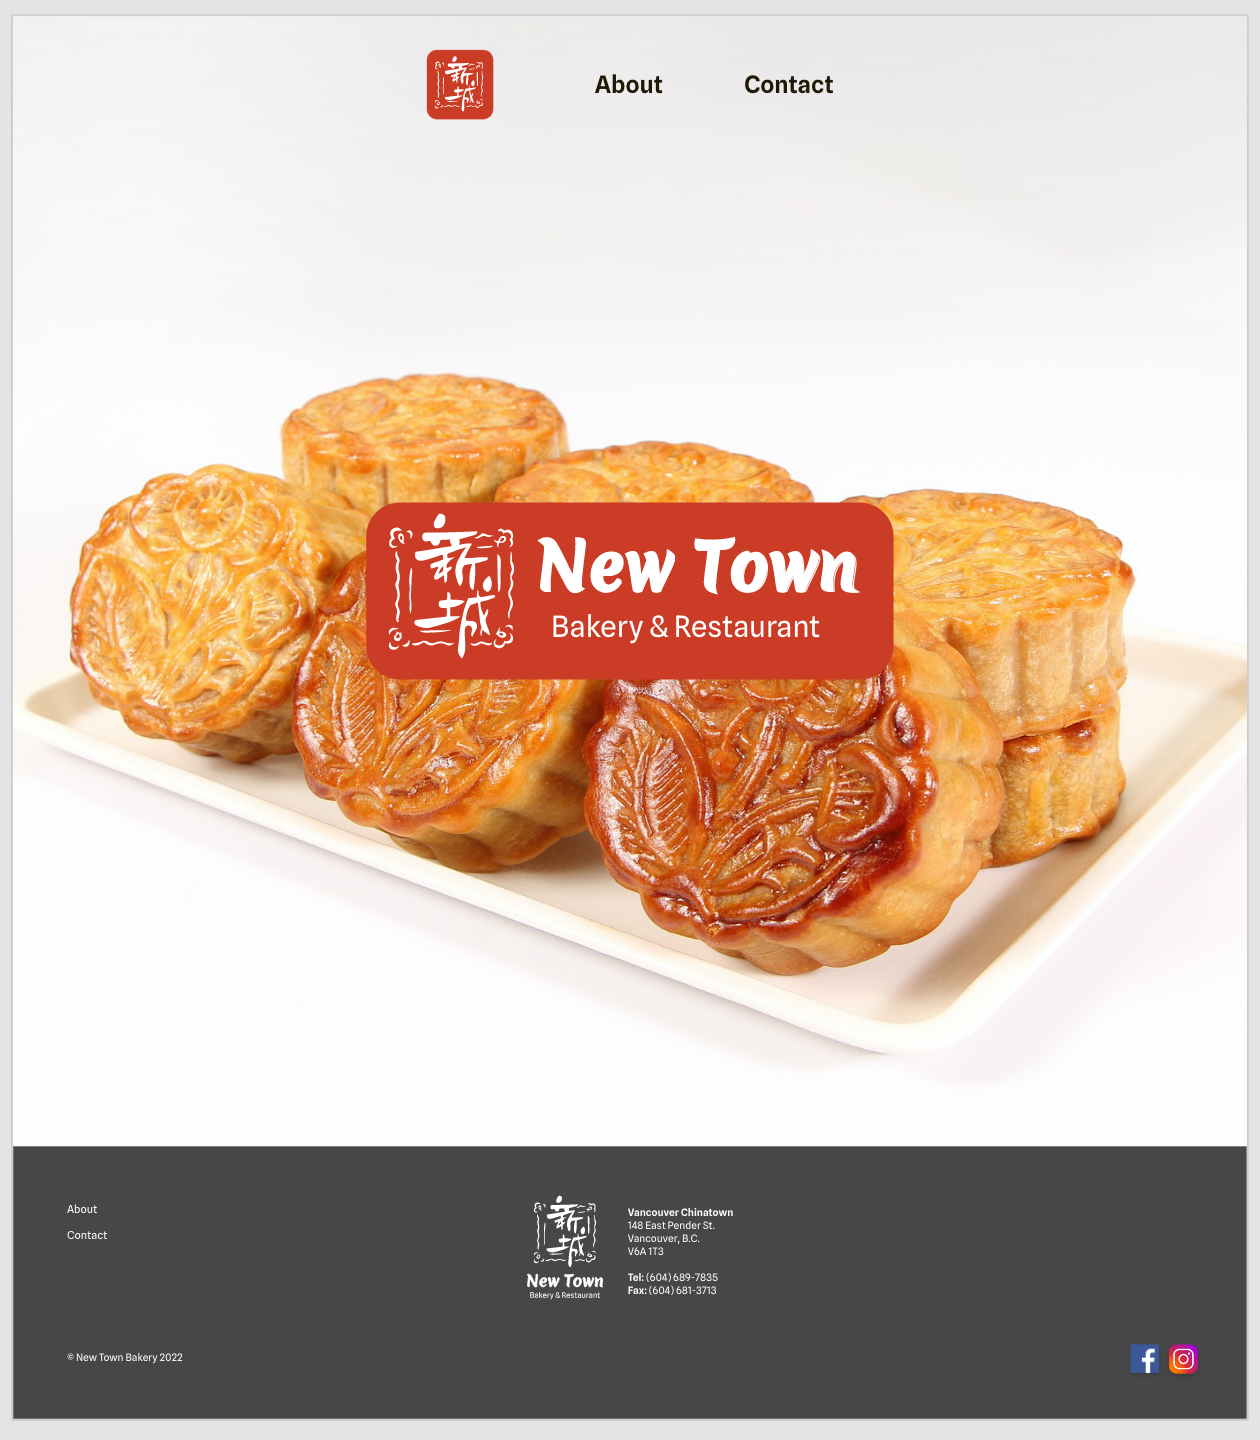 新城
About
Contact
新城
New Town
Bakery & Restaurant
About
Contact
新城
New Town
Bakery & Restaurant
Vancouver Chinatown
148 East Pender St.
Vancouver, B.C.
V6A 1T3
Tel: (604) 689-7835
Fax: (604) 681-3713
© New Town Bakery 2022